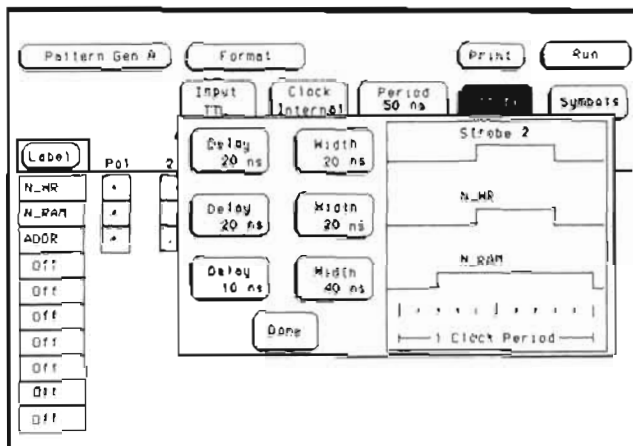 Pattern Gen A Format Print Run
Input
TTL
Clock
Internal
Period
50 ns
Symbols
Label Pol 2
N_WR
N_RAM
ADDR
Off
Off
Off
Off
Off
Off
Off
Delay
20 ns
Width
20 ns
Delay
20 ns
Width
20 ns
Delay
10 ns
Width
40 ns
Done
Strobe 2
N_WR
N_RAM
1 Clock Period